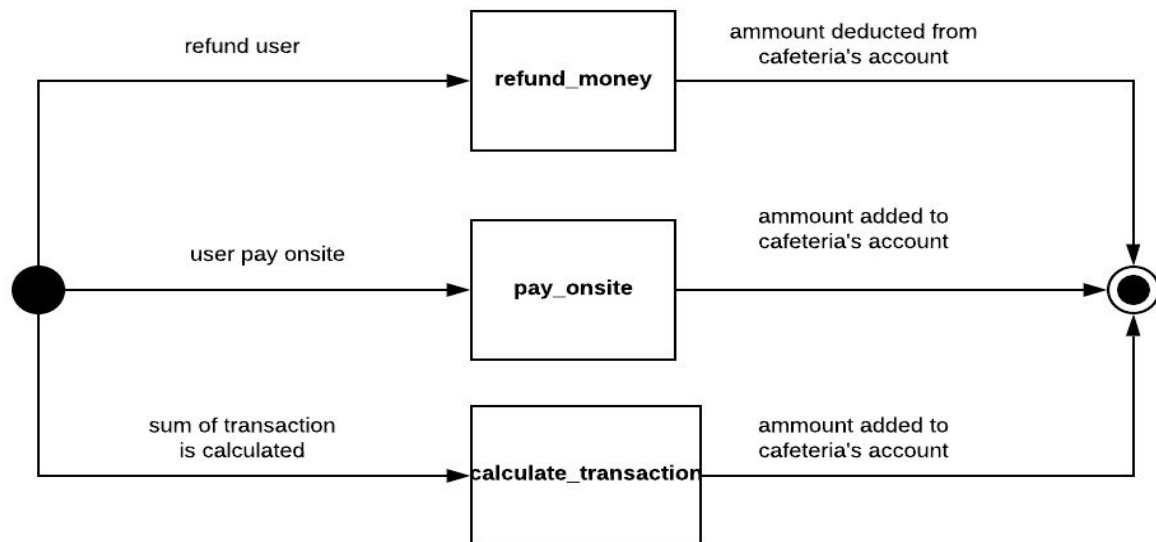 refund user
refund_money
ammount deducted from
cafeteria's account
user pay onsite
pay_onsite
ammount added to
cafeteria's account
sum of transaction
is calculated
calculate_transaction
ammount added to
cafeteria's account